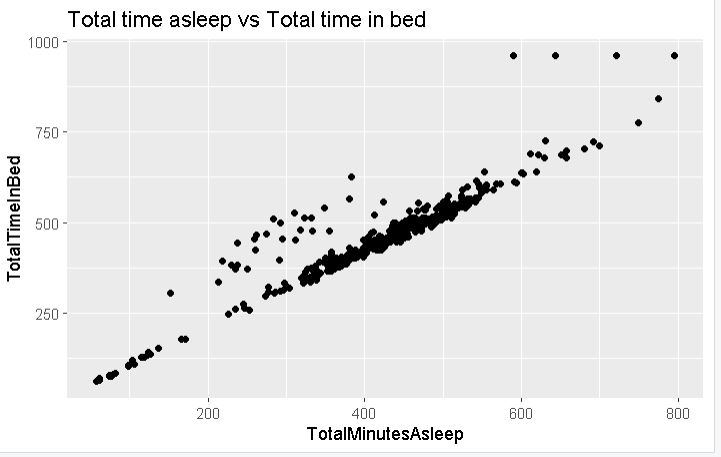 Total time asleep vs Total time in bed
1000
750
500
250
TotalTimeInBed
200 400 600 800
TotalMinutesAsleep